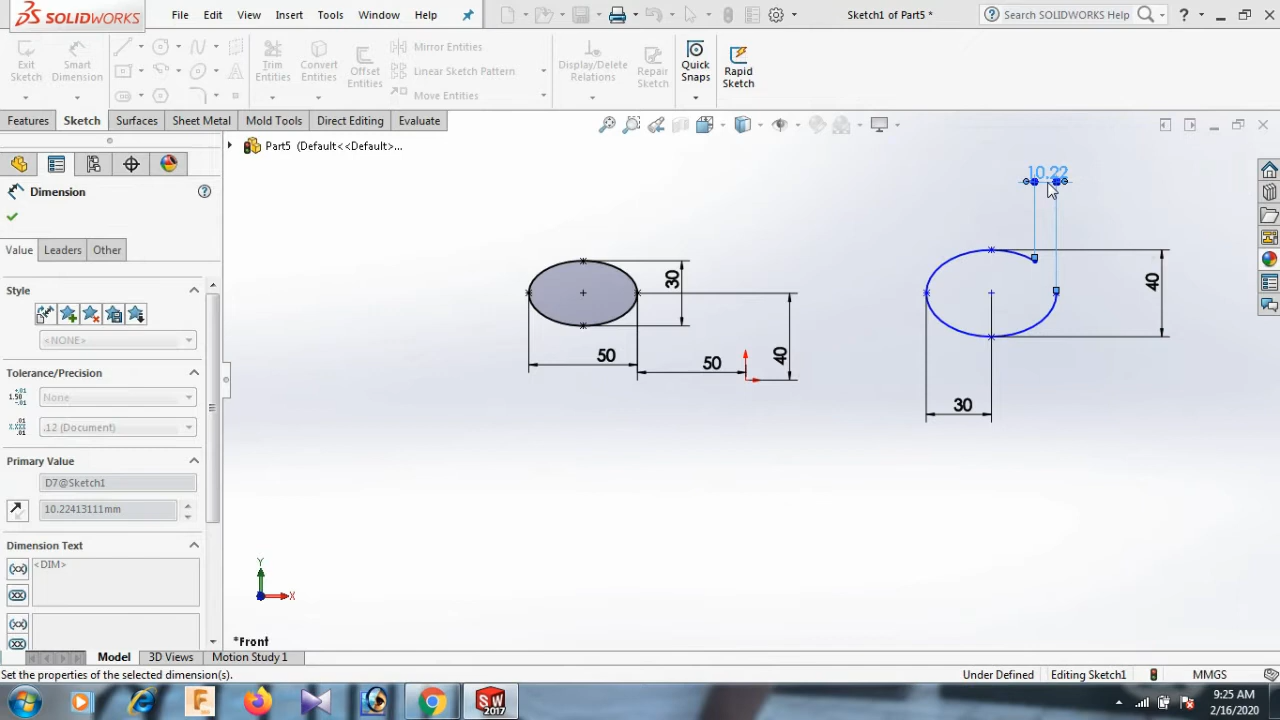 SOLIDWORKS File Edit View Insert Tools Window Help Sketch1 of Part5 * Search SOLIDWORKS Help ?
Exit Sketch Smart Dimension Trim Entities Convert Entities Offset Entities Mirror Entities Linear Sketch Pattern Move Entities Display/Delete Relations Repair Sketch Quick Snaps Rapid Sketch
Features Sketch Surfaces Sheet Metal Mold Tools Direct Editing Evaluate
Part5 (Default<<Default>...
Dimension ?
Value Leaders Other
Style
<NONE>
Tolerance/Precision
None
.12 (Document)
Primary Value
D7@Sketch1
10.22413111mm
Dimension Text
<DIM>
10.22
30
40
50
50
40
30
Y
X
*Front
Model 3D Views Motion Study 1
Set the properties of the selected dimension(s). Under Defined Editing Sketch1 MMGS
SW 2017
9:25 AM
2/16/2020